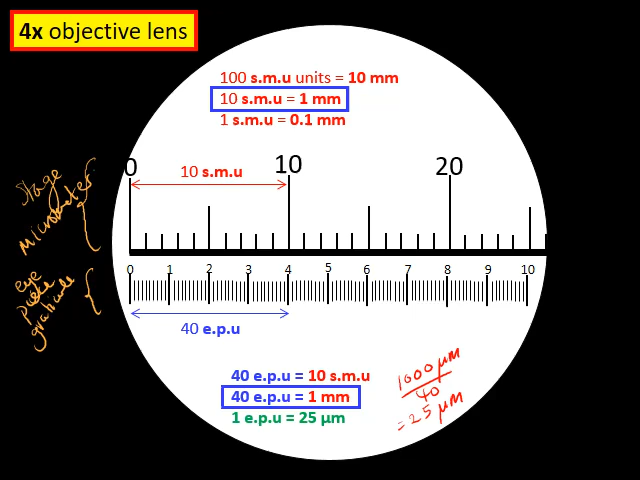 4x objective lens
100 s.m.u units = 10 mm
10 s.m.u = 1 mm
1 s.m.u = 0.1 mm
0 10 20
10 s.m.u
stage
micrometer
0 1 2 3 4 5 6 7 8 9 10
eye
piece
graticule
40 e.p.u
40 e.p.u = 10 s.m.u
40 e.p.u = 1 mm
1 e.p.u = 25 µm
1000 µm
40
= 25 µm